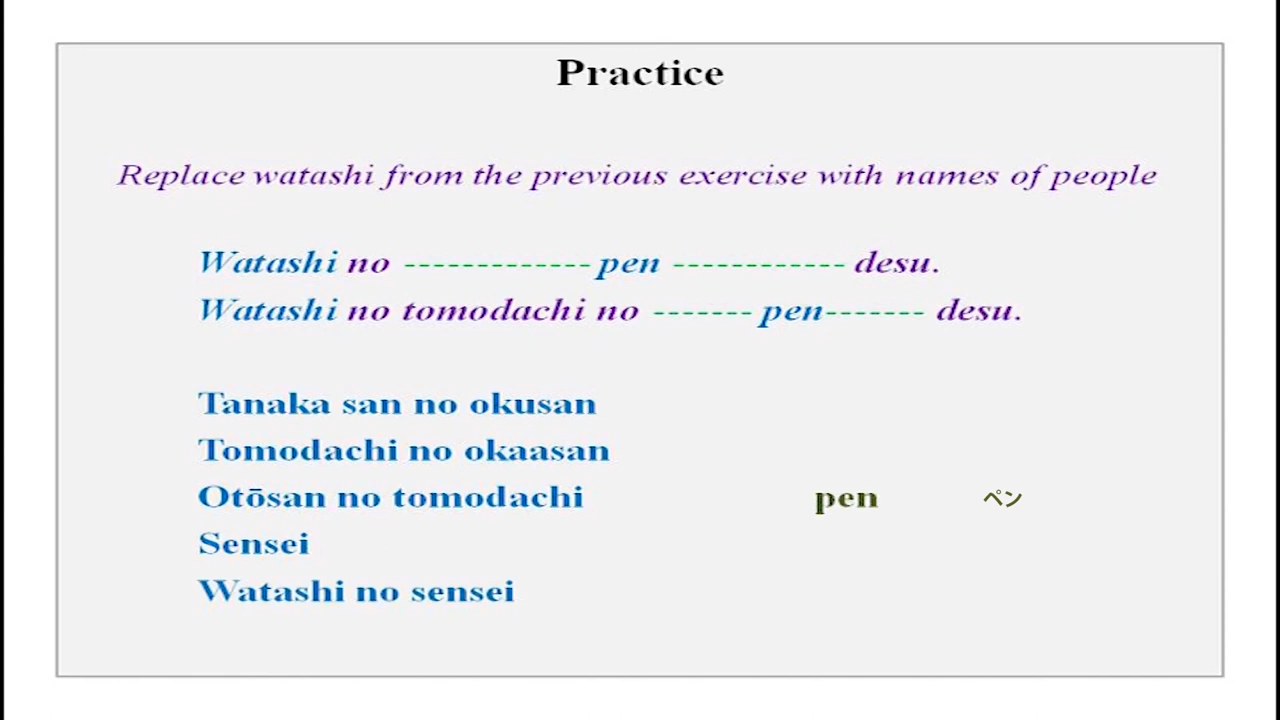 Practice
Replace watashi from the previous exercise with names of people
Watashi no ------------- pen ------------ desu.
Watashi no tomodachi no ------- pen------- desu.
Tanaka san no okusan
Tomodachi no okaasan
Otōsan no tomodachi pen ペン
Sensei
Watashi no sensei